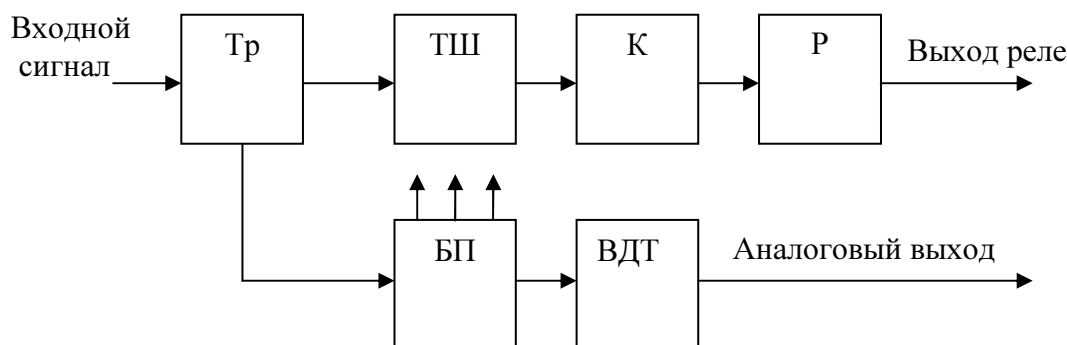 Входной
сигнал
Тр
ТШ
К
Р
Выход реле
БП
ВДТ
Аналоговый выход